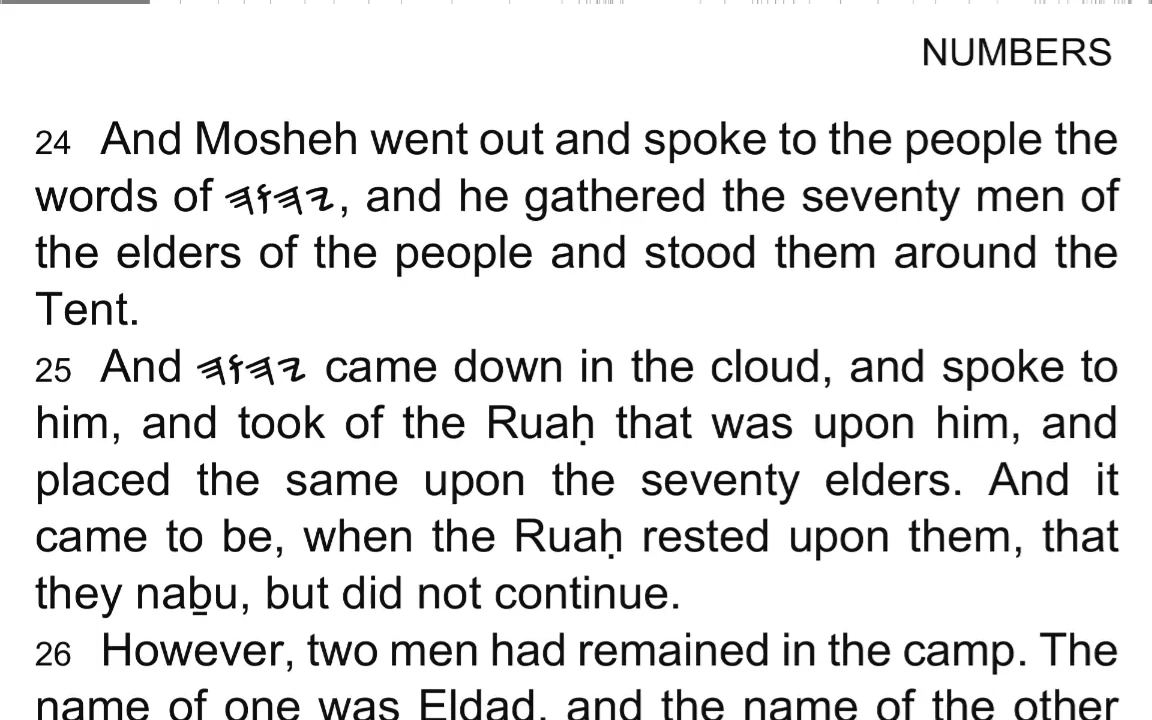 NUMBERS
24 And Mosheh went out and spoke to the people the
words of 𐤉𐤄𐤅𐤄, and he gathered the seventy men of
the elders of the people and stood them around the
Tent.
25 And 𐤉𐤄𐤅𐤄 came down in the cloud, and spoke to
him, and took of the Ruaḥ that was upon him, and
placed the same upon the seventy elders. And it
came to be, when the Ruaḥ rested upon them, that
they naḇu, but did not continue.
26 However, two men had remained in the camp. The
name of one was Eldad, and the name of the other